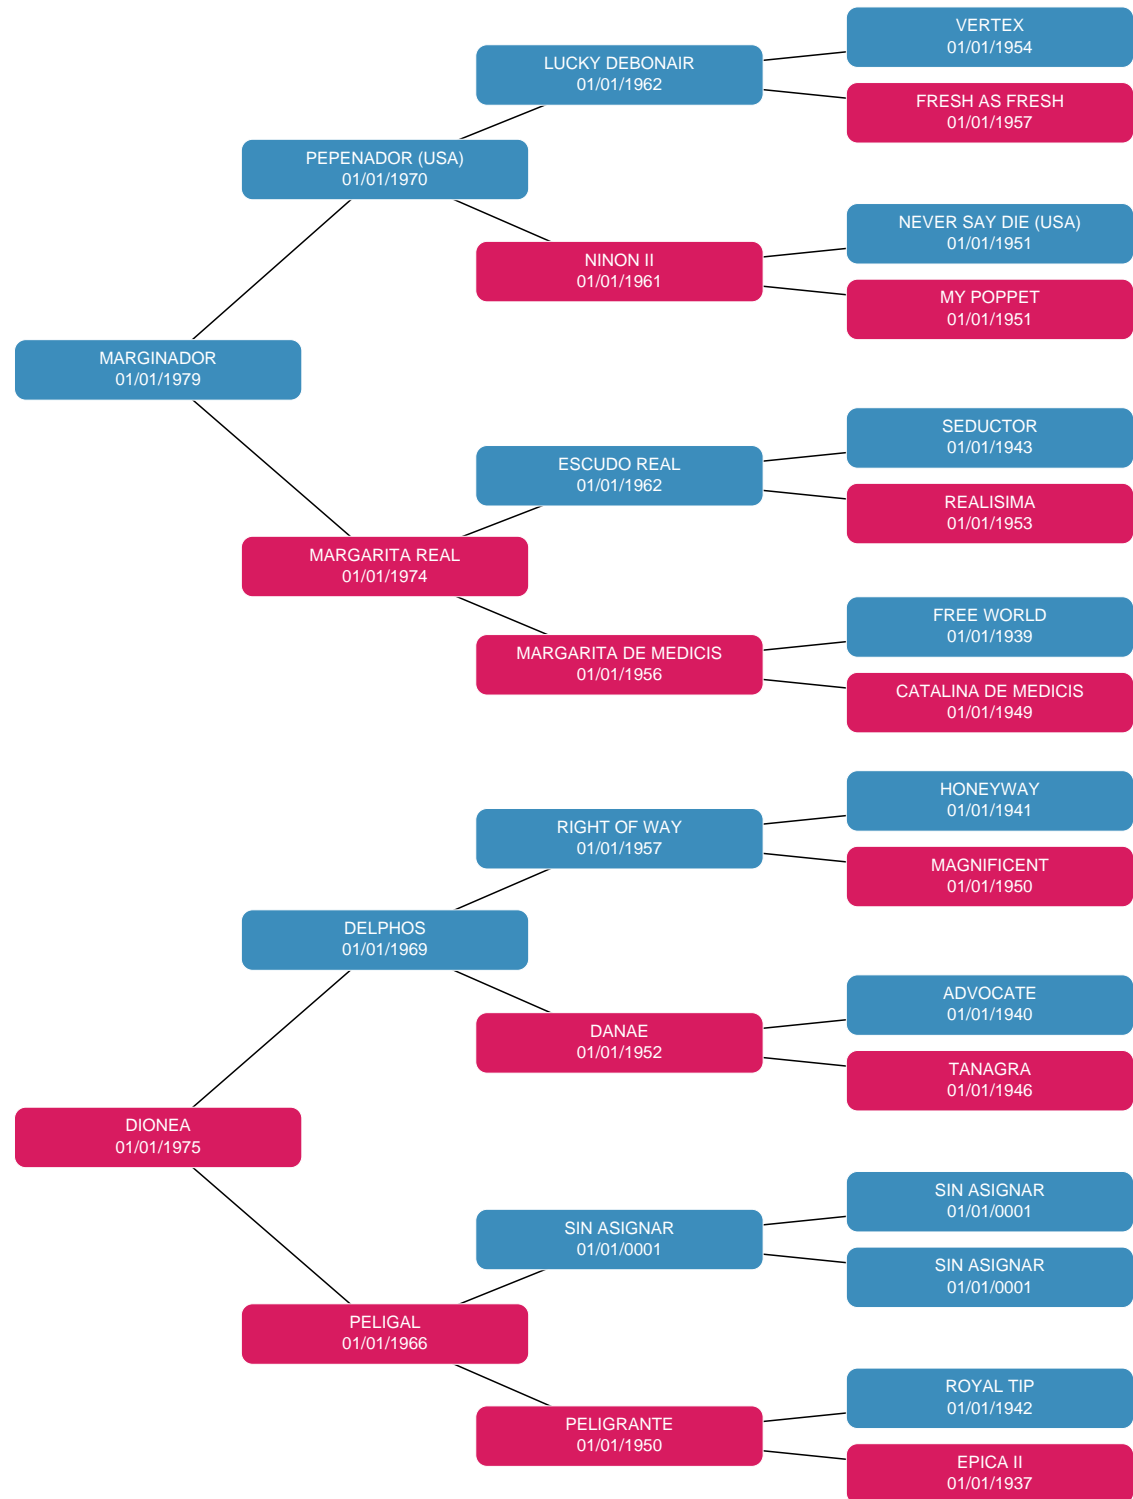 VERTEX
01/01/1954
LUCKY DEBONAIR
01/01/1962
FRESH AS FRESH
01/01/1957
PEPENADOR (USA)
01/01/1970
NEVER SAY DIE (USA)
01/01/1951
NINON II
01/01/1961
MY POPPET
01/01/1951
MARGINADOR
01/01/1979
SEDUCTOR
01/01/1943
ESCUDO REAL
01/01/1962
REALISIMA
01/01/1953
MARGARITA REAL
01/01/1974
FREE WORLD
01/01/1939
MARGARITA DE MEDICIS
01/01/1956
CATALINA DE MEDICIS
01/01/1949
HONEYWAY
01/01/1941
RIGHT OF WAY
01/01/1957
MAGNIFICENT
01/01/1950
DELPHOS
01/01/1969
ADVOCATE
01/01/1940
DANAE
01/01/1952
TANAGRA
01/01/1946
DIONEA
01/01/1975
SIN ASIGNAR
01/01/0001
SIN ASIGNAR
01/01/0001
SIN ASIGNAR
01/01/0001
PELIGAL
01/01/1966
ROYAL TIP
01/01/1942
PELIGRANTE
01/01/1950
EPICA II
01/01/1937